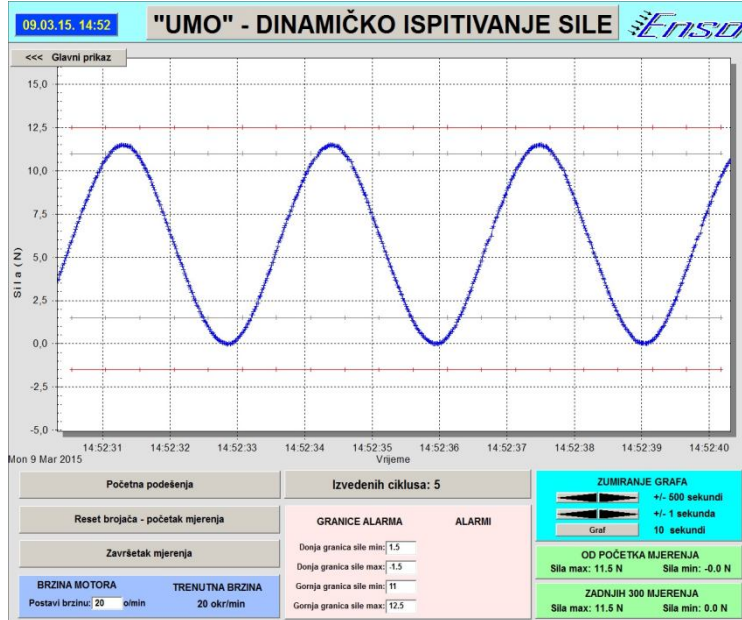 09.03.15. 14:52
"UMO" - DINAMIČKO ISPITIVANJE SILE
Enso
<<< Glavni prikaz
15,0
12,5
10,0
7,5
5,0
2,5
0,0
-2,5
-5,0
Sila (N)
14:52:31 14:52:32 14:52:33 14:52:34 14:52:35 14:52:36 14:52:37 14:52:38 14:52:39 14:52:40
Mon 9 Mar 2015
Vrijeme
Početna podešenja
Reset brojača - početak mjerenja
Završetak mjerenja
BRZINA MOTORA
TRENUTNA BRZINA
Postavi brzinu: 20 o/min
20 okr/min
Izvedenih ciklusa: 5
GRANICE ALARMA
ALARMI
Donja granica sile min: 1.5
Donja granica sile max: -1.5
Gornja granica sile min: 11
Gornja granica sile max: 12.5
ZUMIRANJE GRAFA
+/- 500 sekundi
+/- 1 sekunda
Graf 10 sekundi
OD POČETKA MJERENJA
Sila max: 11.5 N Sila min: -0.0 N
ZADNJIH 300 MJERENJA
Sila max: 11.5 N Sila min: 0.0 N